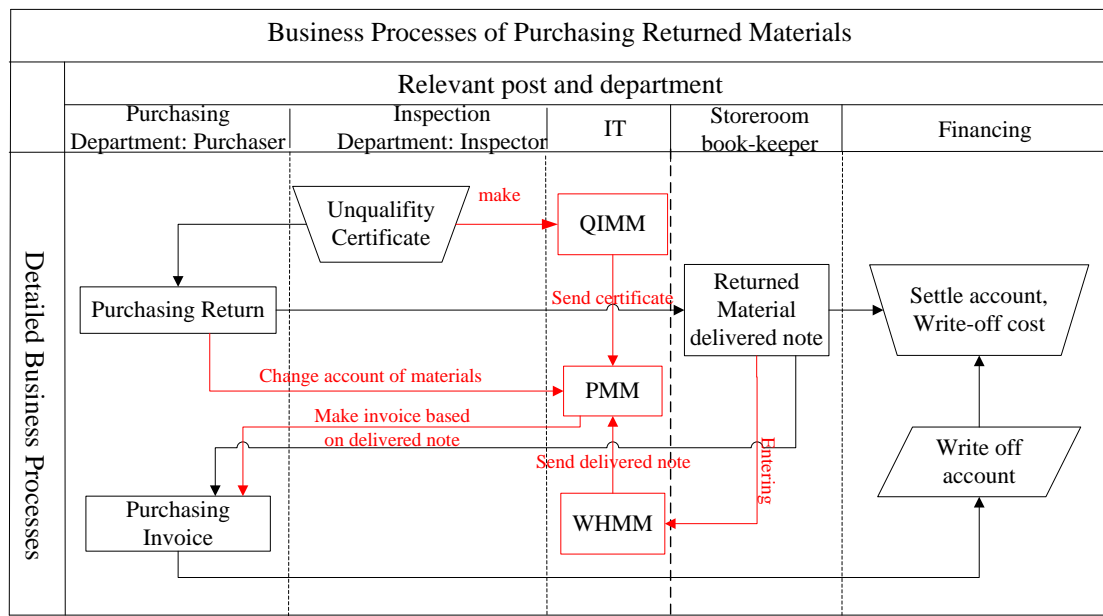 Business Processes of Purchasing Returned Materials
Relevant post and department
Purchasing
Department: Purchaser
Inspection
Department: Inspector
IT
Storeroom
book-keeper
Financing
Detailed Business Processes
Unqualifity
Certificate
make
QIMM
Purchasing Return
Send certificate
Returned
Material
delivered note
Settle account,
Write-off cost
Change account of materials
PMM
Make invoice based
on delivered note
Send delivered note
Entering
Write off
account
Purchasing
Invoice
WHMM